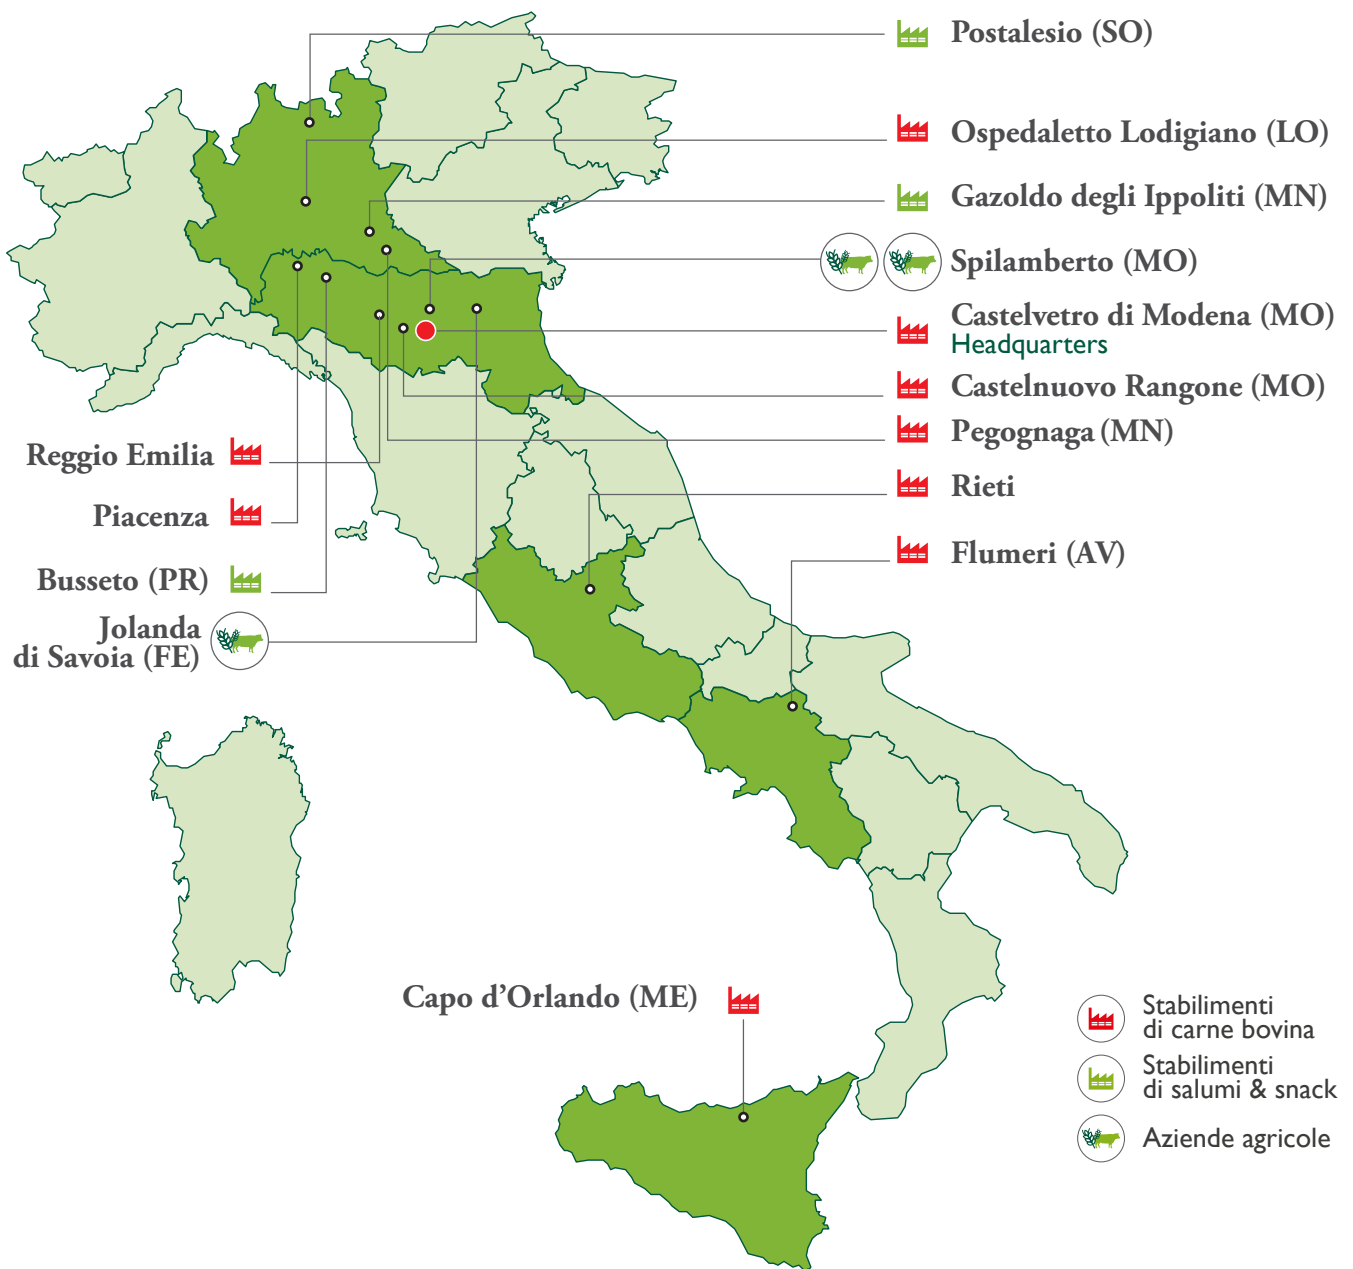 Postalesio (SO)
Ospedaletto Lodigiano (LO)
Gazoldo degli Ippoliti (MN)
Spilamberto (MO)
Castelvetro di Modena (MO)
Headquarters
Castelnuovo Rangone (MO)
Pegognaga (MN)
Rieti
Flumeri (AV)
Reggio Emilia
Piacenza
Busseto (PR)
Jolanda
di Savoia (FE)
Capo d’Orlando (ME)
Stabilimenti
di carne bovina
Stabilimenti
di salumi & snack
Aziende agricole